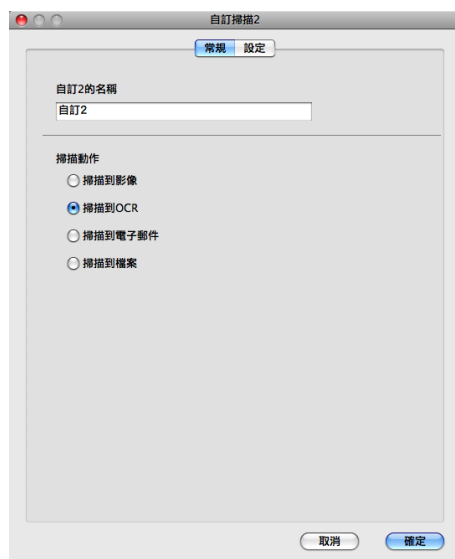 自訂掃描2
常規 設定
自訂2的名稱
自訂2
掃描動作
掃描到影像
掃描到OCR
掃描到電子郵件
掃描到檔案
取消 確定